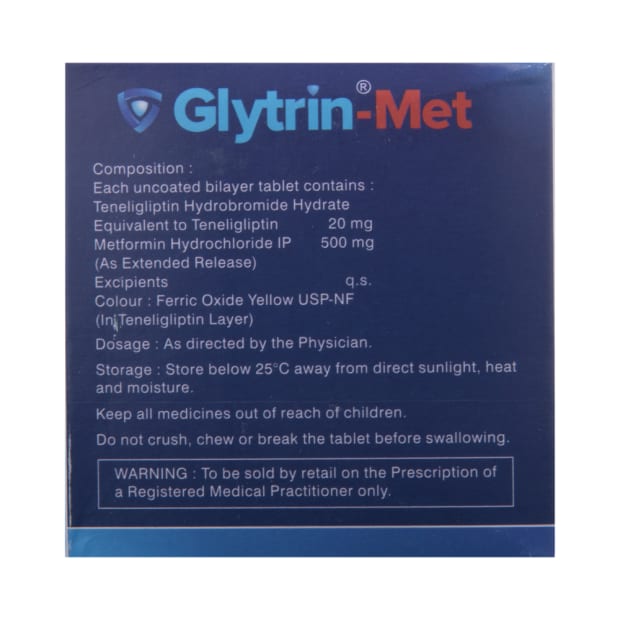 Glytrin®-Met
Composition :
Each uncoated bilayer tablet contains :
Teneligliptin Hydrobromide Hydrate
Equivalent to Teneligliptin 20 mg
Metformin Hydrochloride IP 500 mg
(As Extended Release)
Excipients q.s.
Colour : Ferric Oxide Yellow USP-NF
(In Teneligliptin Layer)
Dosage : As directed by the Physician.
Storage : Store below 25°C away from direct sunlight, heat
and moisture.
Keep all medicines out of reach of children.
Do not crush, chew or break the tablet before swallowing.
WARNING : To be sold by retail on the Prescription of
a Registered Medical Practitioner only.